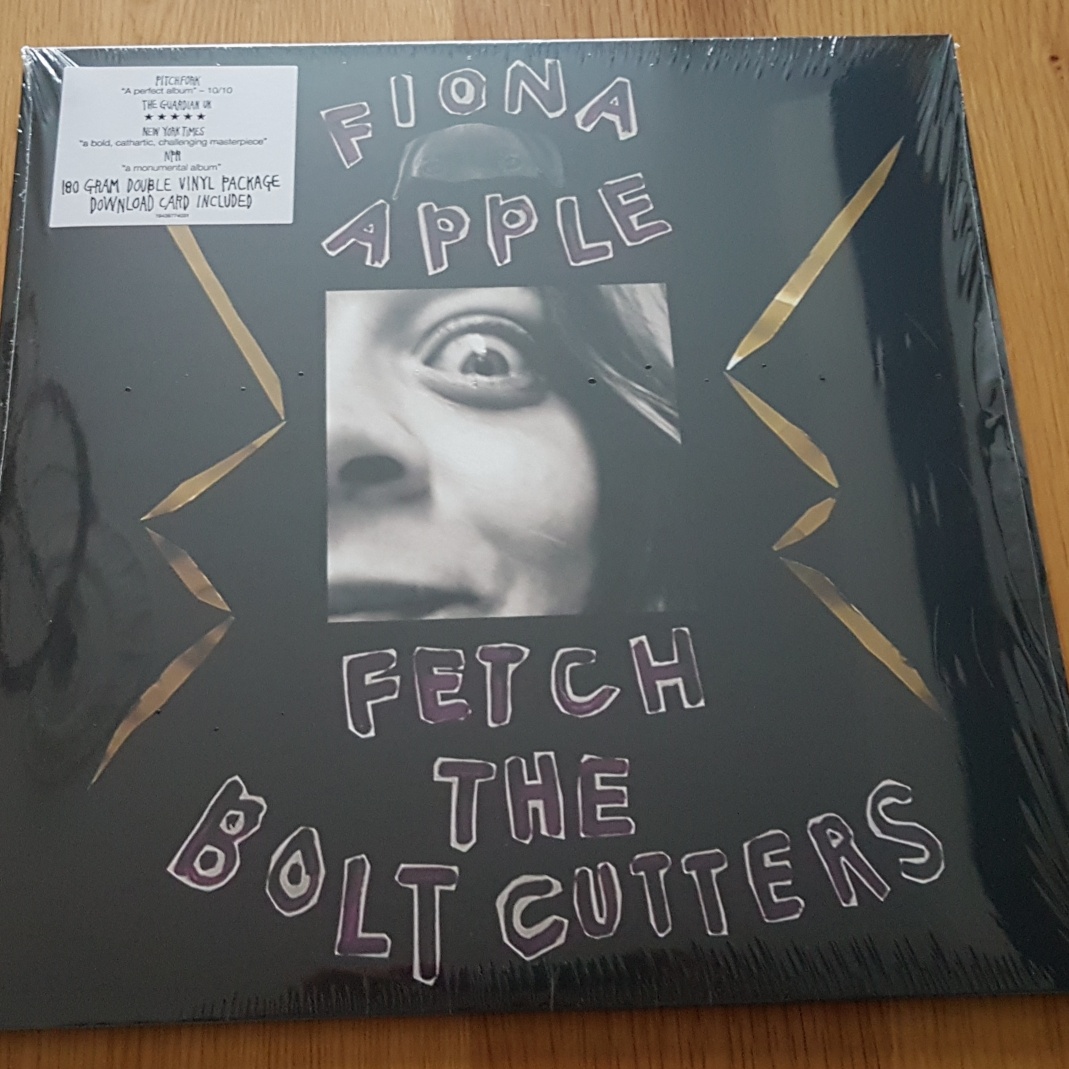 PITCHFORK
"A perfect album" – 10/10
THE GUARDIAN UK
★★★★★
NEW YORK TIMES
"a bold, cathartic, challenging masterpiece"
NPR
"a monumental album"
180 GRAM DOUBLE VINYL PACKAGE
DOWNLOAD CARD INCLUDED
FIONA
APPLE
FETCH
THE
BOLT CUTTERS